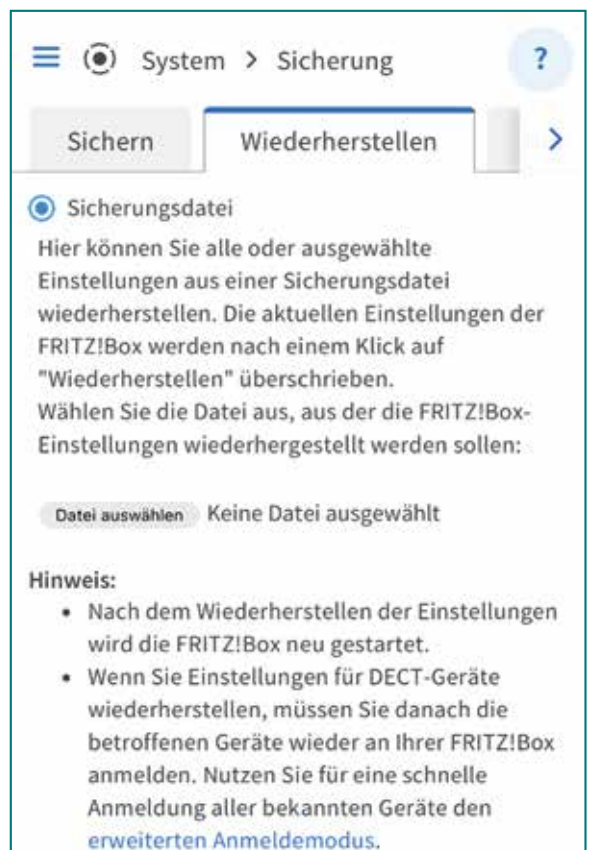 System > Sicherung ?
Sichern Wiederherstellen >
Sicherungsdatei
Hier können Sie alle oder ausgewählte
Einstellungen aus einer Sicherungsdatei
wiederherstellen. Die aktuellen Einstellungen der
FRITZ!Box werden nach einem Klick auf
"Wiederherstellen" überschrieben.
Wählen Sie die Datei aus, aus der die FRITZ!Box-
Einstellungen wiederhergestellt werden sollen:
Datei auswählen Keine Datei ausgewählt
Hinweis:
• Nach dem Wiederherstellen der Einstellungen
wird die FRITZ!Box neu gestartet.
• Wenn Sie Einstellungen für DECT-Geräte
wiederherstellen, müssen Sie danach die
betroffenen Geräte wieder an Ihrer FRITZ!Box
anmelden. Nutzen Sie für eine schnelle
Anmeldung aller bekannten Geräte den
erweiterten Anmeldemodus.